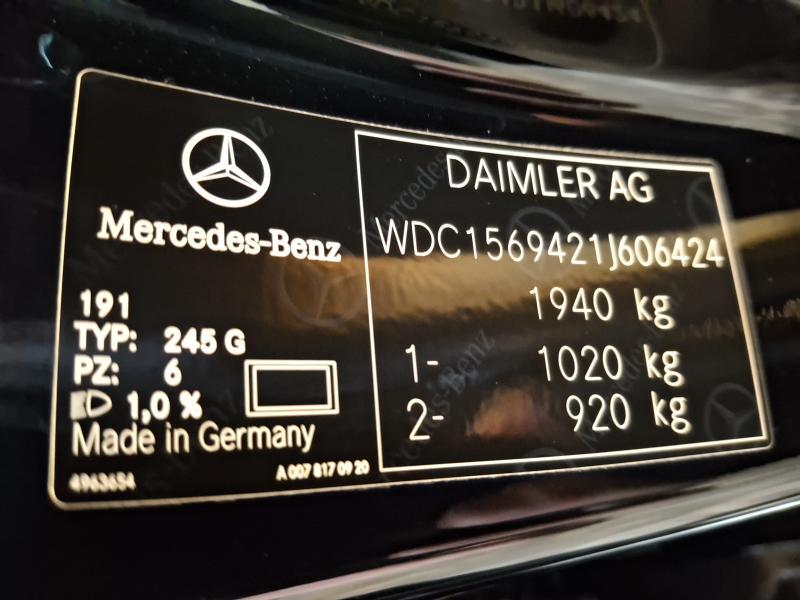 Mercedes-Benz
191
TYP: 245 G
PZ: 6
1,0 %
Made in Germany
4963654
A 007 817 09 20
DAIMLER AG
WDC1569421J606424
1940 kg
1- 1020 kg
2- 920 kg